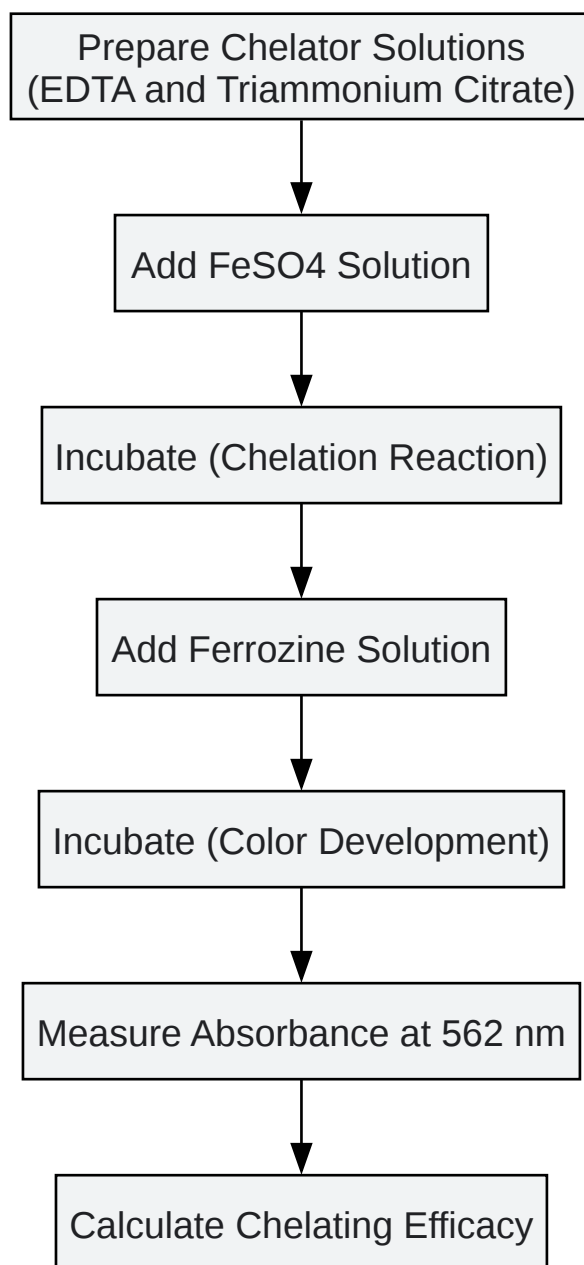 Prepare Chelator Solutions
(EDTA and Triammonium Citrate)
Add FeSO4 Solution
Incubate (Chelation Reaction)
Add Ferrozine Solution
Incubate (Color Development)
Measure Absorbance at 562 nm
Calculate Chelating Efficacy